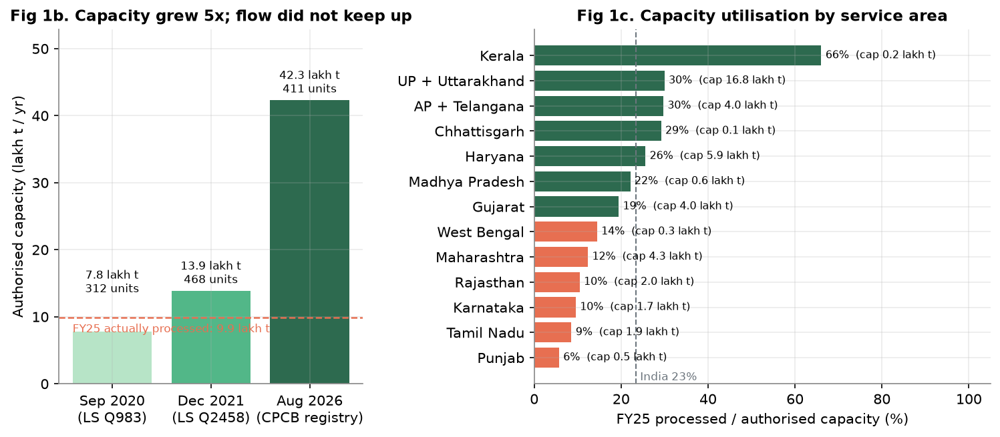 Fig 1b. Capacity grew 5x; flow did not keep up
Authorised capacity (lakh t / yr)
50
40
30
20
10
0
7.8 lakh t
312 units
13.9 lakh t
468 units
42.3 lakh t
411 units
FY25 actually processed: 9.9 lakh t
Sep 2020
(LS Q983)
Dec 2021
(LS Q2458)
Aug 2026
(CPCB registry)
Fig 1c. Capacity utilisation by service area
Kerala 66% (cap 0.2 lakh t)
UP + Uttarakhand 30% (cap 16.8 lakh t)
AP + Telangana 30% (cap 4.0 lakh t)
Chhattisgarh 29% (cap 0.1 lakh t)
Haryana 26% (cap 5.9 lakh t)
Madhya Pradesh 22% (cap 0.6 lakh t)
Gujarat 19% (cap 4.0 lakh t)
West Bengal 14% (cap 0.3 lakh t)
Maharashtra 12% (cap 4.3 lakh t)
Rajasthan 10% (cap 2.0 lakh t)
Karnataka 10% (cap 1.7 lakh t)
Tamil Nadu 9% (cap 1.9 lakh t)
Punjab 6% (cap 0.5 lakh t)
India 23%
0 20 40 60 80 100
FY25 processed / authorised capacity (%)